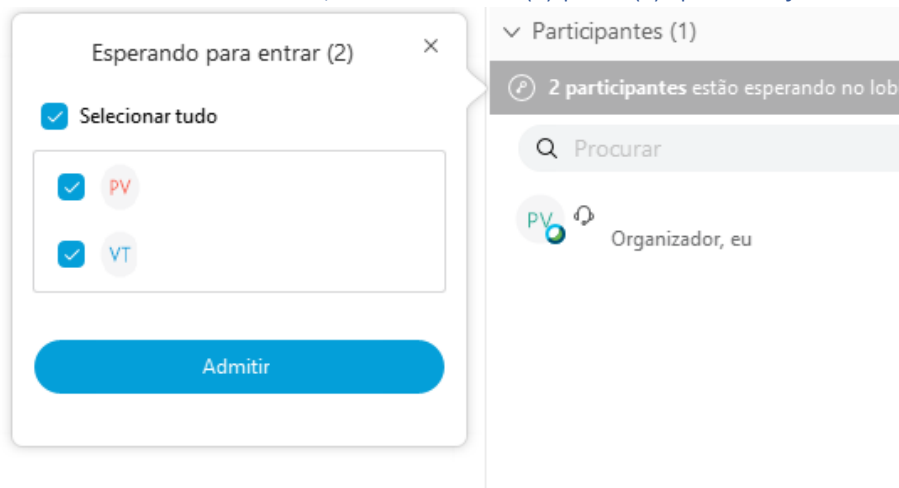 Esperando para entrar (2)
Selecionar tudo
PV
VT
Admitir
Participantes (1)
2 participantes estão esperando no lob
Procurar
PV
Organizador, eu